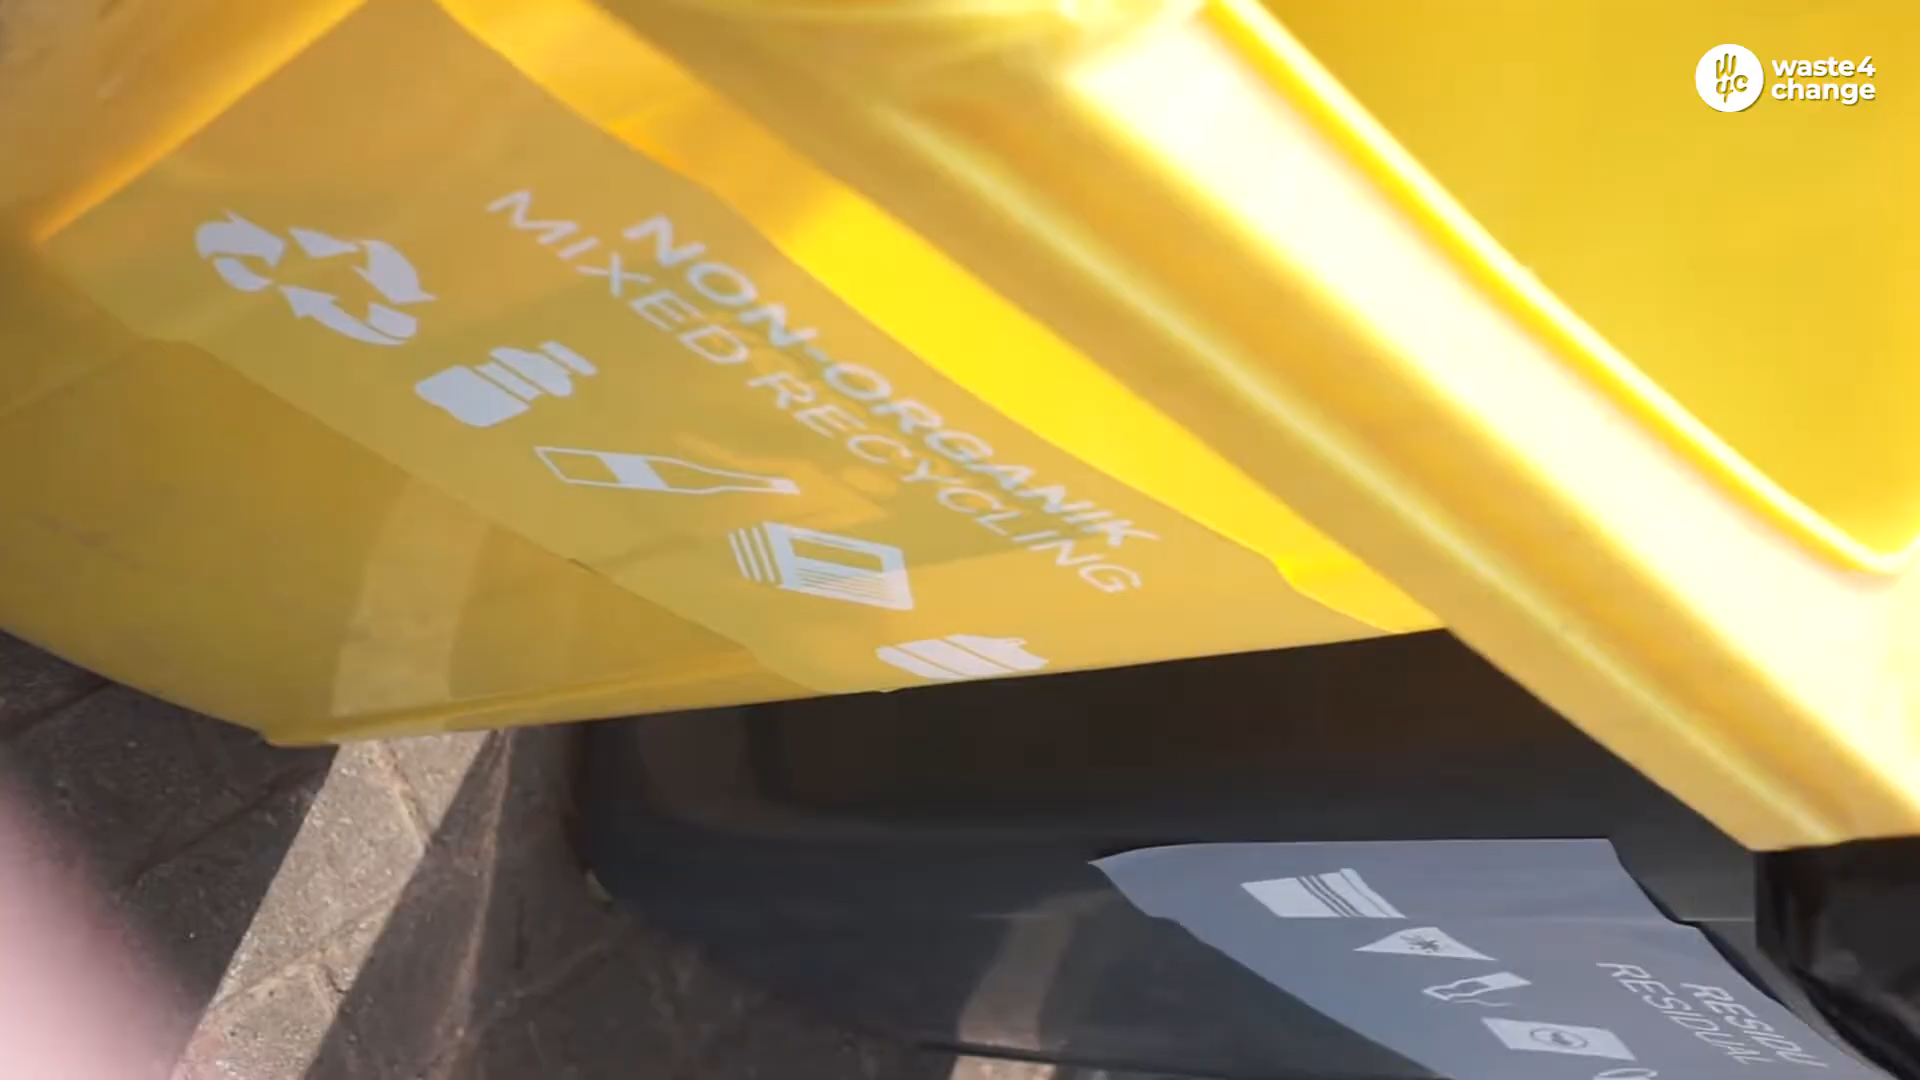 waste4
change
NON-ORGANIK
MIXED RECYCLING
RESIDU
RESIDUAL